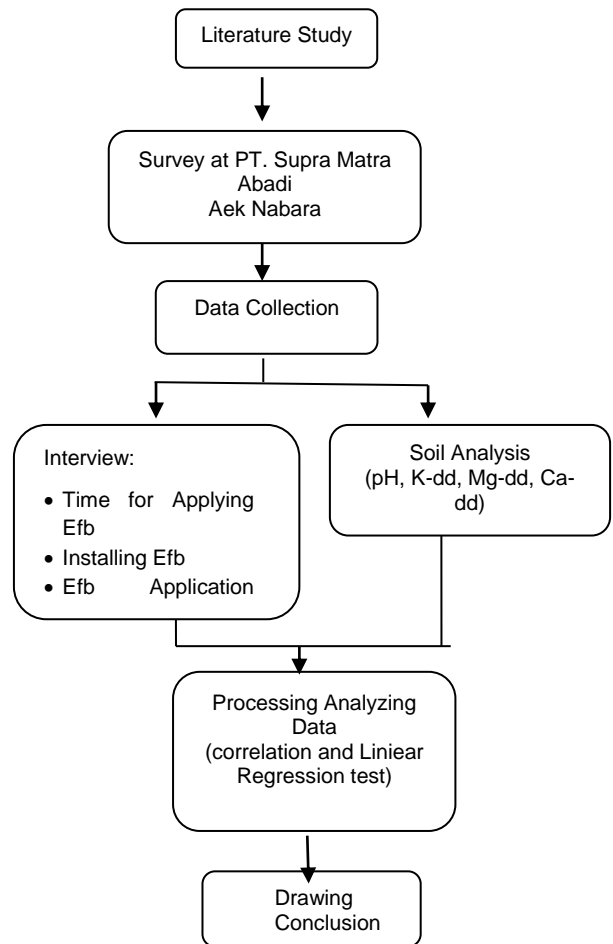 Literature Study
Survey at PT. Supra Matra
Abadi
Aek Nabara
Data Collection
Interview:
• Time for Applying
Efb
• Installing Efb
• Efb Application
Soil Analysis
(pH, K-dd, Mg-dd, Ca-
dd)
Processing Analyzing
Data
(correlation and Liniear
Regression test)
Drawing
Conclusion